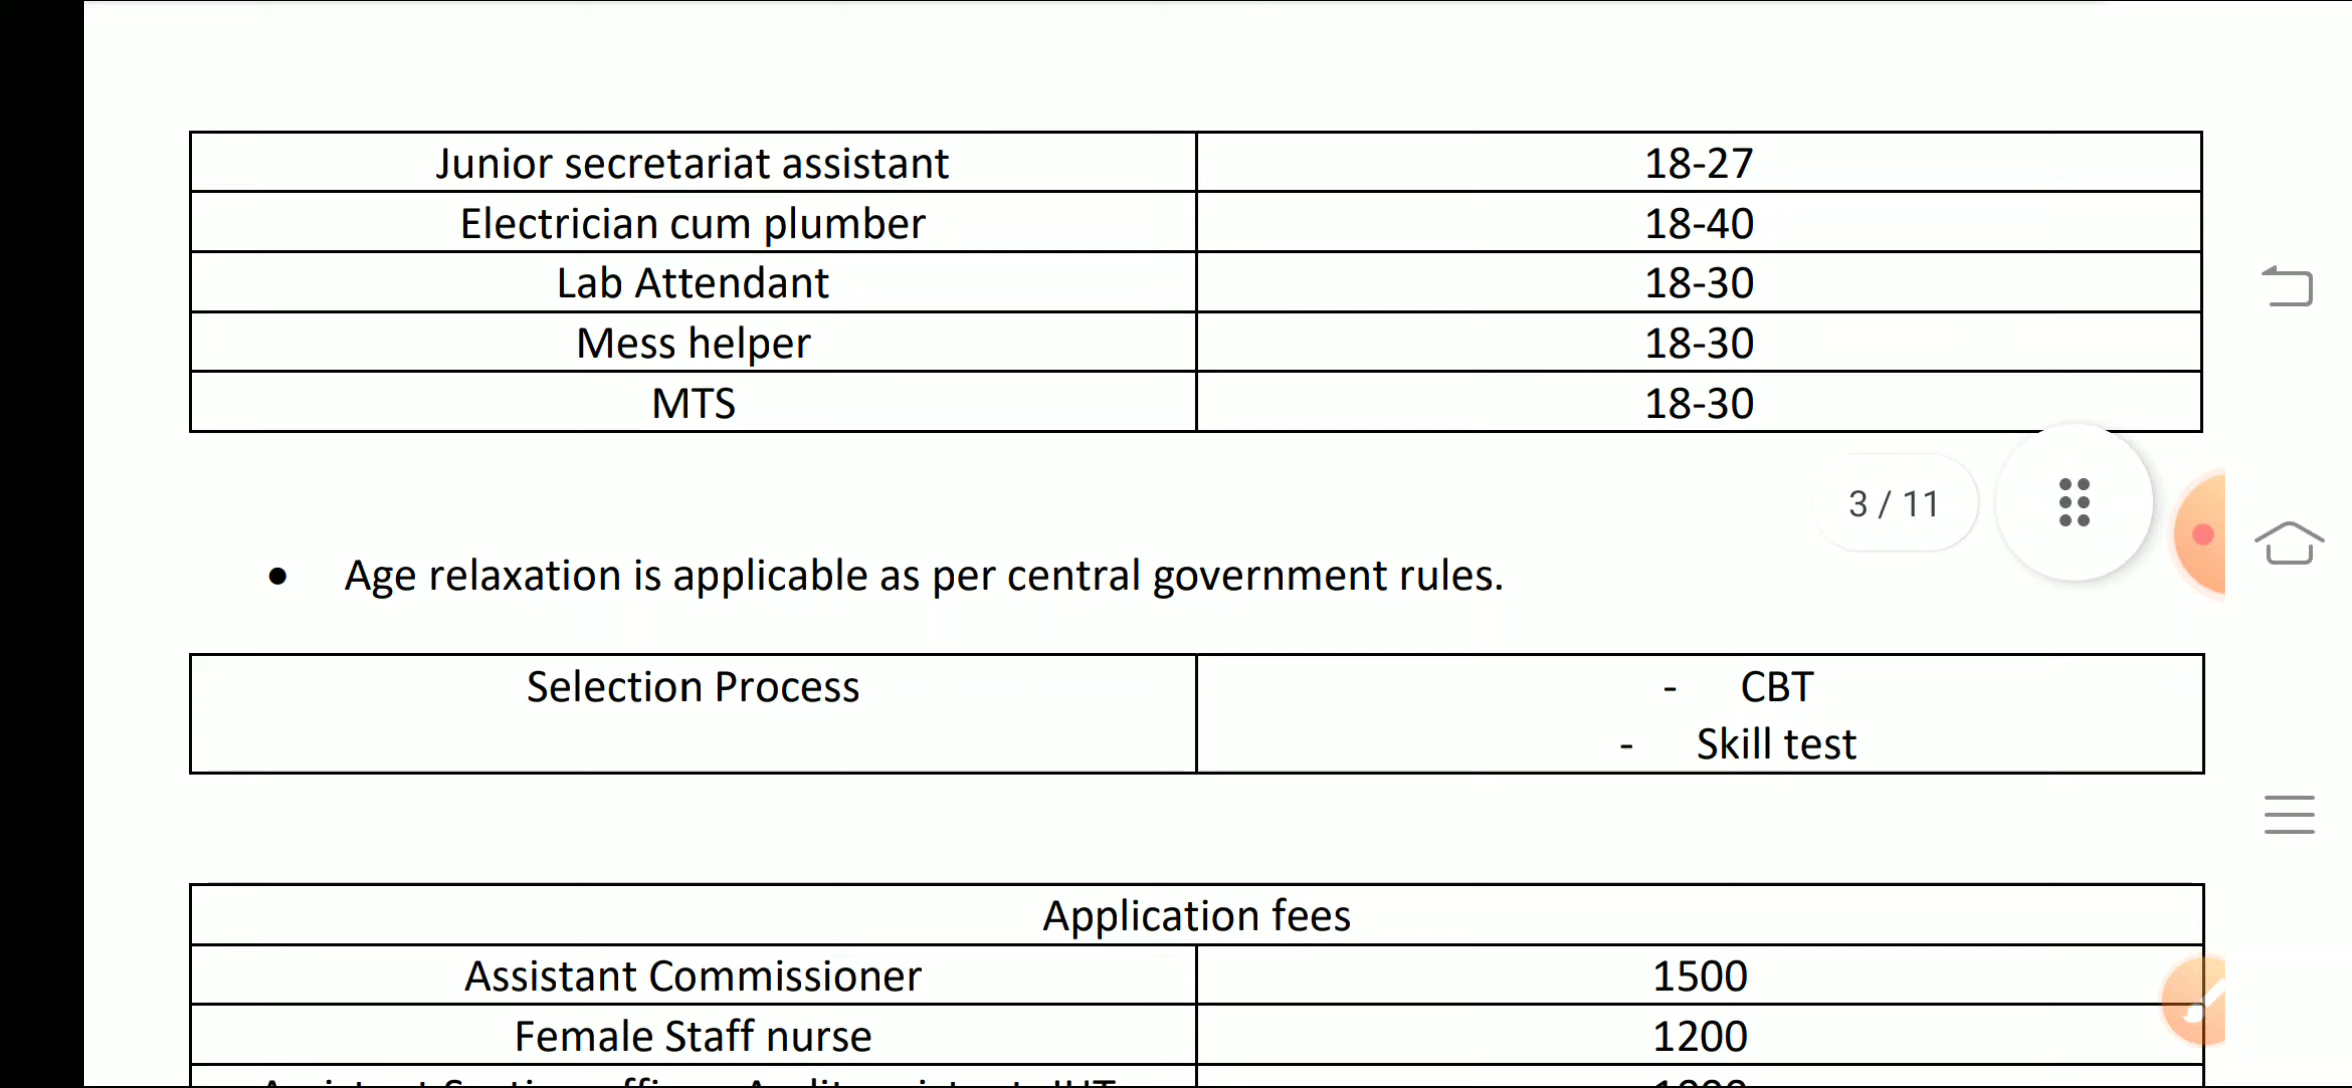 Junior secretariat assistant 18-27
Electrician cum plumber 18-40
Lab Attendant 18-30
Mess helper 18-30
MTS 18-30
3 / 11
• Age relaxation is applicable as per central government rules.
Selection Process - CBT
- Skill test
Application fees
Assistant Commissioner 1500
Female Staff nurse 1200